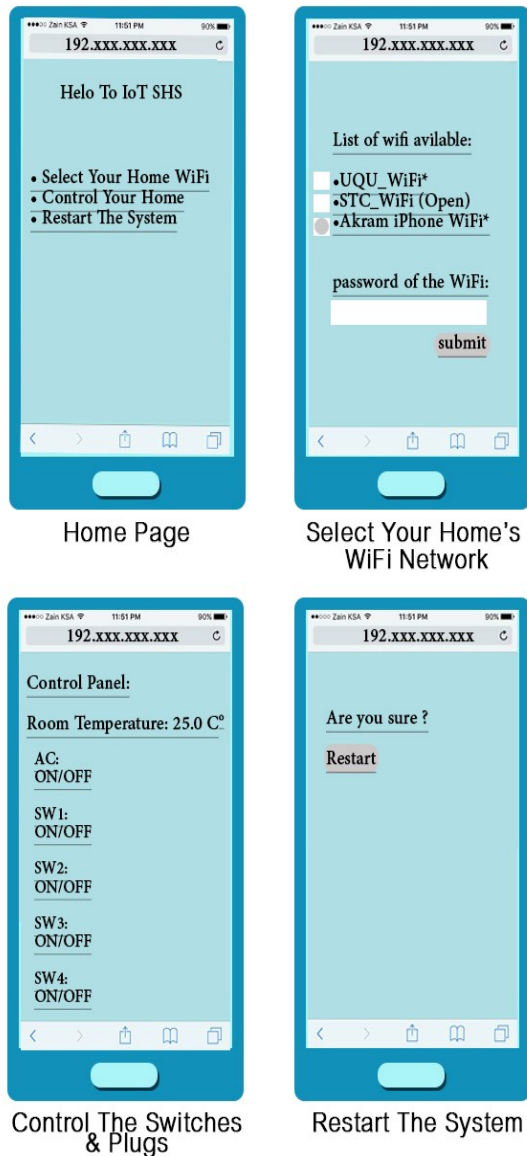 ●●●○○ Zain KSA 11:51 PM 90%
192.xxx.xxx.xxx
Helo To IoT SHS
• Select Your Home WiFi
• Control Your Home
• Restart The System
Home Page
●●●○○ Zain KSA 11:51 PM 90%
192.xxx.xxx.xxx
List of wifi avilable:
•UQU_WiFi*
•STC_WiFi (Open)
•Akram iPhone WiFi*
password of the WiFi:
submit
Select Your Home's
WiFi Network
●●●○○ Zain KSA 11:51 PM 90%
192.xxx.xxx.xxx
Control Panel:
Room Temperature: 25.0 Cº
AC:
ON/OFF
SW1:
ON/OFF
SW2:
ON/OFF
SW3:
ON/OFF
SW4:
ON/OFF
Control The Switches
& Plugs
●●●○○ Zain KSA 11:51 PM 90%
192.xxx.xxx.xxx
Are you sure ?
Restart
Restart The System